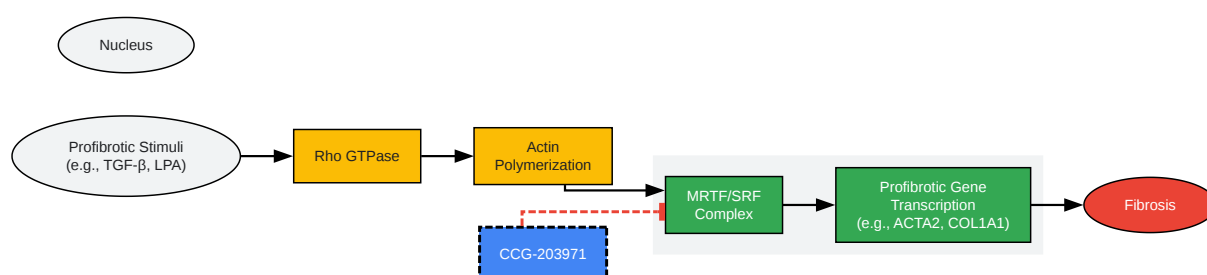 Nucleus
Profibrotic Stimuli
(e.g., TGF-β, LPA)
Rho GTPase
Actin
Polymerization
CCG-203971
MRTF/SRF
Complex
Profibrotic Gene
Transcription
(e.g., ACTA2, COL1A1)
Fibrosis